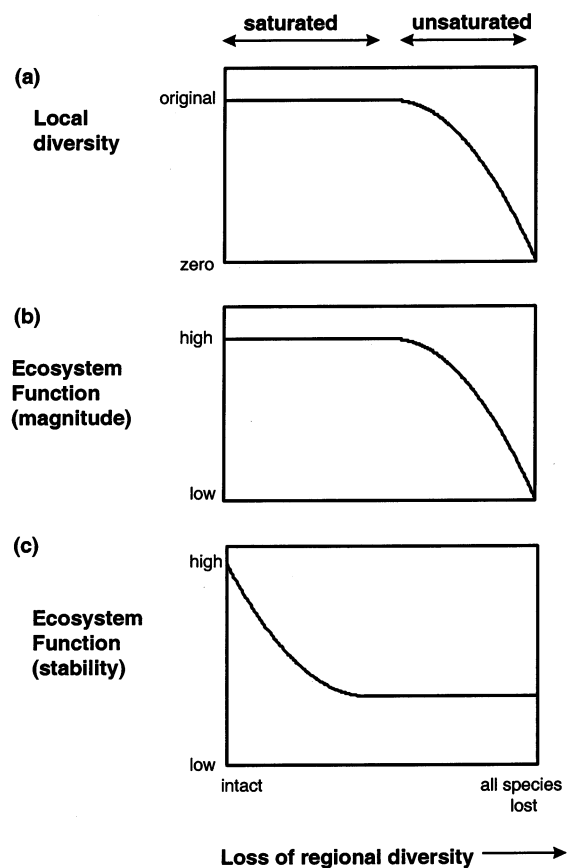 saturated unsaturated
(a)
Local
diversity
original
zero
(b)
Ecosystem
Function
(magnitude)
high
low
(c)
Ecosystem
Function
(stability)
high
low
intact all species
lost
Loss of regional diversity